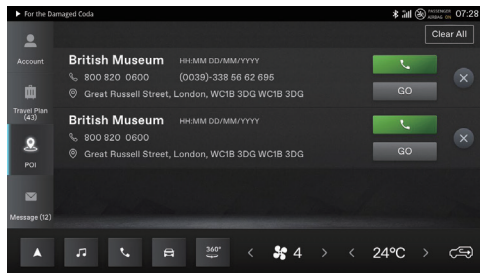 For the Damaged Coda
PASSENGER
AIRBAG ON
07:28
Clear All
Account
Travel Plan
(43)
POI
Message (12)
British Museum HH:MM DD/MM/YYYY
800 820 0600 (0039)-338 56 62 695
Great Russell Street, London, WC1B 3DG WC1B 3DG
GO
British Museum HH:MM DD/MM/YYYY
800 820 0600
Great Russell Street, London, WC1B 3DG WC1B 3DG
GO
360°
< 4 >
< 24°C >